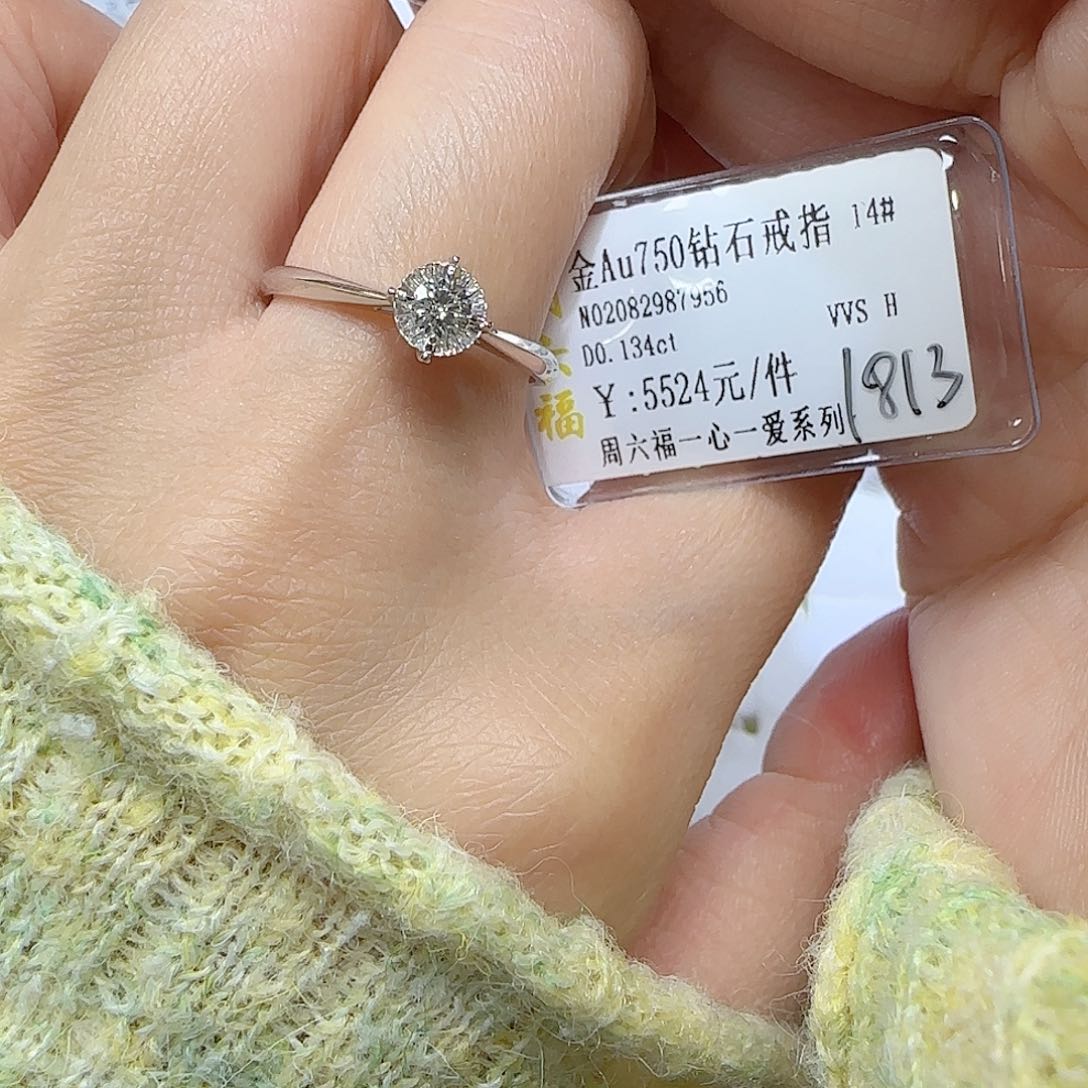 金Au750钻石戒指 14#
N02082987956
D0.134ct VVS H
￥:5524元/件
周六福一心一爱系列
1813
福